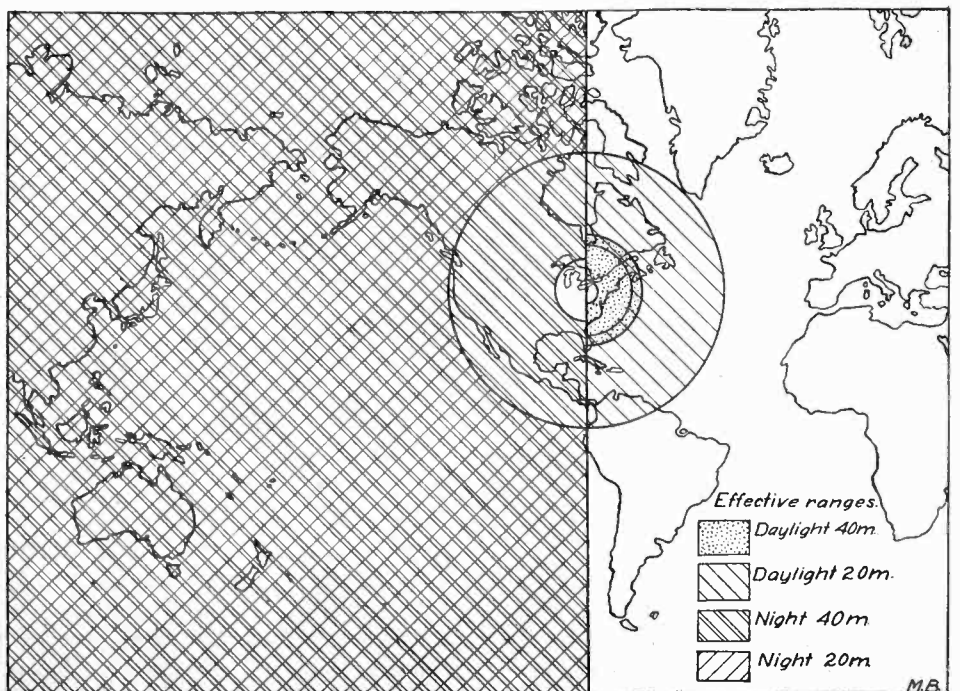 Effective ranges.
Daylight 40m.
Daylight 20m.
Night 40m
Night 20m
M.B.